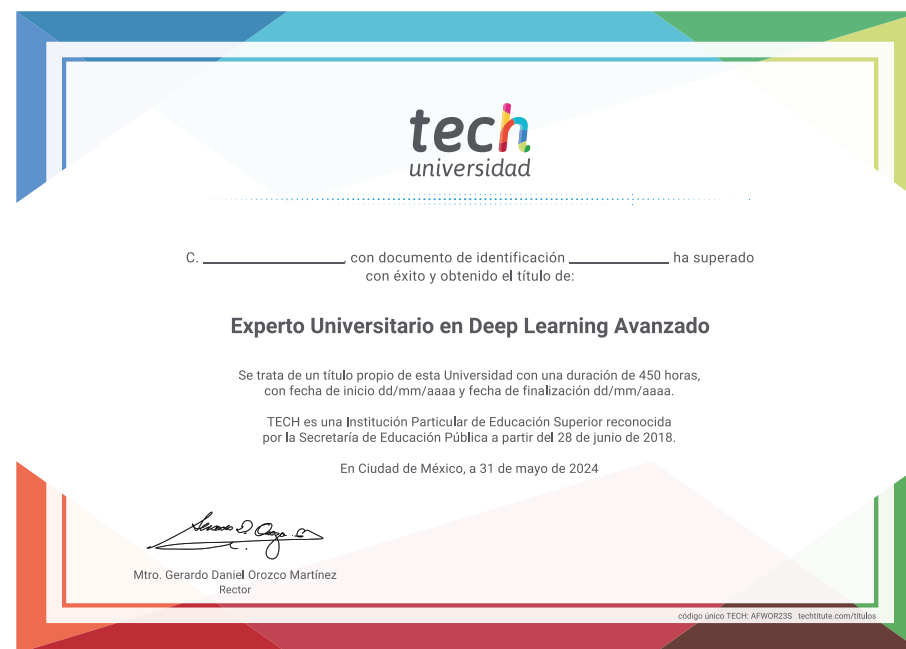 tech
universidad
C. ____________, con documento de identificación ____________ ha superado
con éxito y obtenido el título de:
Experto Universitario en Deep Learning Avanzado
Se trata de un título propio de esta Universidad con una duración de 450 horas,
con fecha de inicio dd/mm/aaaa y fecha de finalización dd/mm/aaaa.
TECH es una Institución Particular de Educación Superior reconocida
por la Secretaría de Educación Pública a partir del 28 de junio de 2018.
En Ciudad de México, a 31 de mayo de 2024
Mtro. Gerardo Daniel Orozco Martínez
Rector
código único TECH: AFWOR23S techtitute.com/titulos